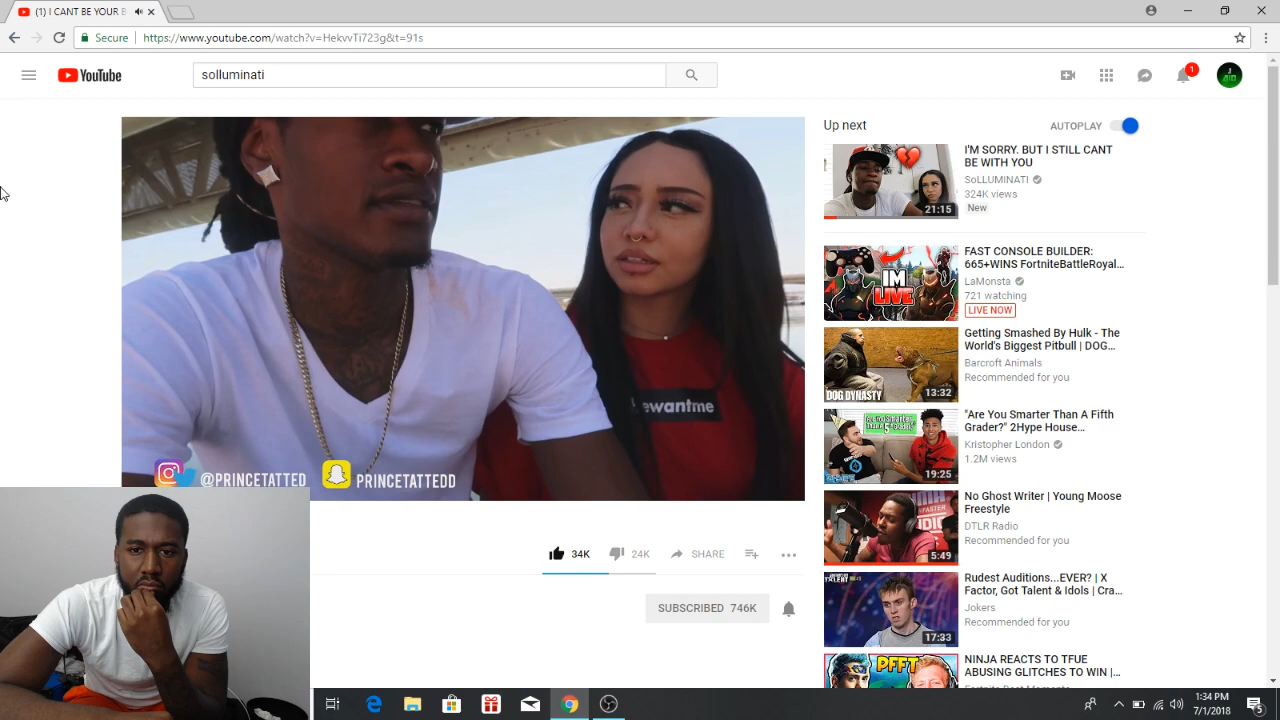 (1) I CANT BE YOUR B
Secure
https://www.youtube.com/watch?v=HekvvTi723g&t=91s
YouTube
solluminati
1
Up next
AUTOPLAY
I'M SORRY. BUT I STILL CANT
BE WITH YOU
SoLLUMINATI
324K views
New
21:15
FAST CONSOLE BUILDER:
665+WINS FortniteBattleRoyal...
LaMonsta
721 watching
LIVE NOW
IM
LIVE
Getting Smashed By Hulk - The
World's Biggest Pitbull | DOG...
Barcroft Animals
Recommended for you
DOG DYNASTY
13:32
"Are You Smarter Than A Fifth
Grader?" 2Hype House...
Kristopher London
1.2M views
19:25
No Ghost Writer | Young Moose
Freestyle
DTLR Radio
Recommended for you
5:49
Rudest Auditions...EVER? | X
Factor, Got Talent & Idols | Cra...
Jokers
Recommended for you
17:33
NINJA REACTS TO TFUE
ABUSING GLITCHES TO WIN |...
PFFT
ewantme
@PRINCETATTED
PRINCETATTEDD
34K
24K
SHARE
SUBSCRIBED 746K
1:34 PM
7/1/2018
5